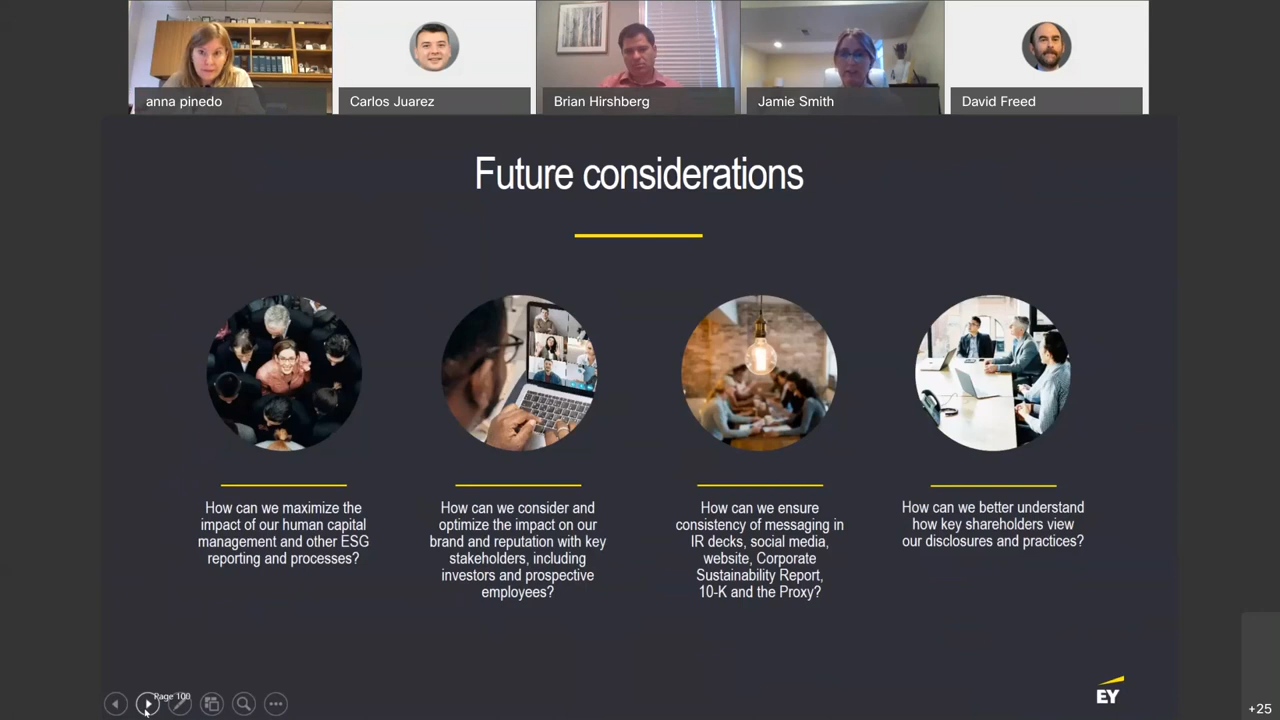 anna pinedo
Carlos Juarez
Brian Hirshberg
Jamie Smith
David Freed
Future considerations
How can we maximize the
impact of our human capital
management and other ESG
reporting and processes?
How can we consider and
optimize the impact on our
brand and reputation with key
stakeholders, including
investors and prospective
employees?
How can we ensure
consistency of messaging in
IR decks, social media,
website, Corporate
Sustainability Report,
10-K and the Proxy?
How can we better understand
how key shareholders view
our disclosures and practices?
Page 100
EY
+25